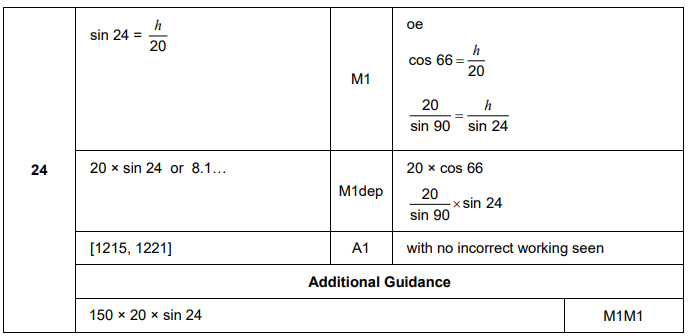 24
sin 24 = h/20
M1
oe
cos 66 = h/20
20/sin 90 = h/sin 24
20 × sin 24 or 8.1…
M1dep
20 × cos 66
20/sin 90 × sin 24
[1215, 1221]
A1
with no incorrect working seen
Additional Guidance
150 × 20 × sin 24
M1M1